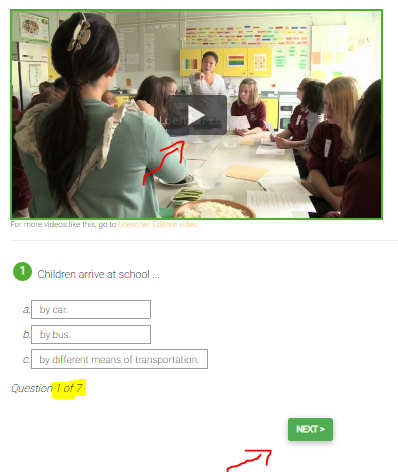 For more videos like this, go to Loescher Editore video
1 Children arrive at school ...
a. by car.
b. by bus.
c. by different means of transportation.
Question 1 of 7
NEXT >